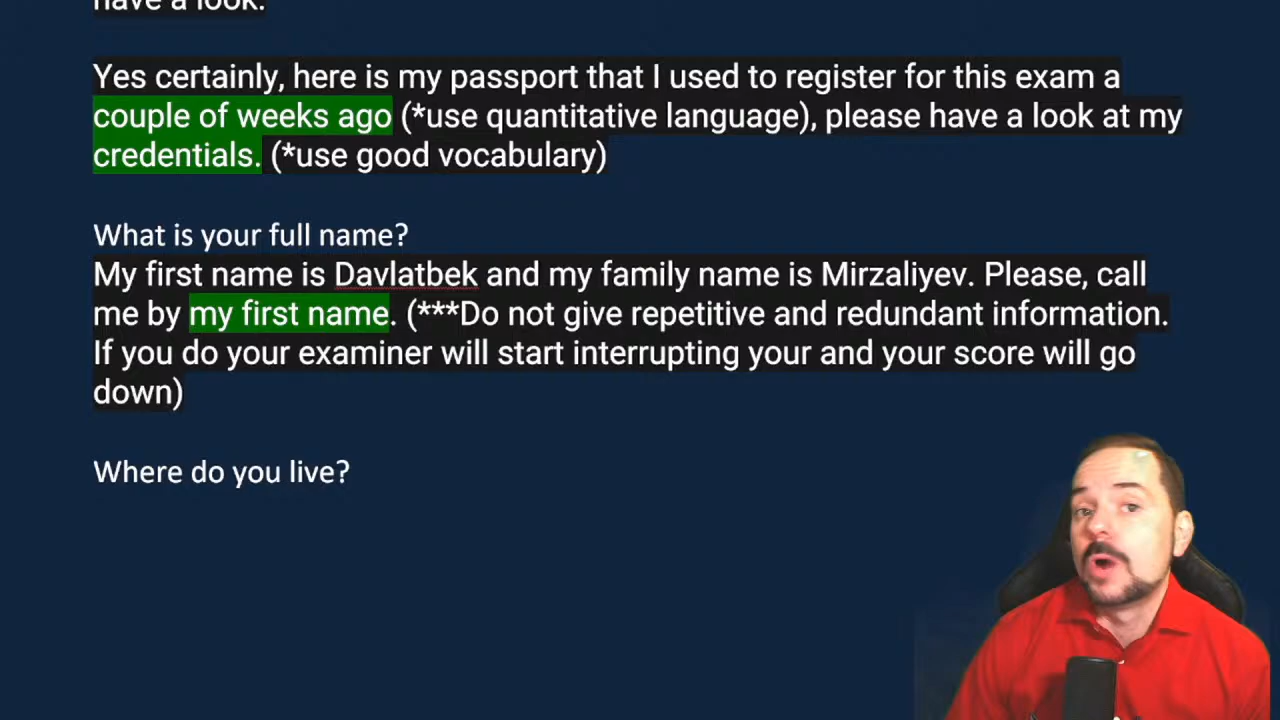 have a look.
Yes certainly, here is my passport that I used to register for this exam a
couple of weeks ago (*use quantitative language), please have a look at my
credentials. (*use good vocabulary)
What is your full name?
My first name is Davlatbek and my family name is Mirzaliyev. Please, call
me by my first name. (***Do not give repetitive and redundant information.
If you do your examiner will start interrupting your and your score will go
down)
Where do you live?